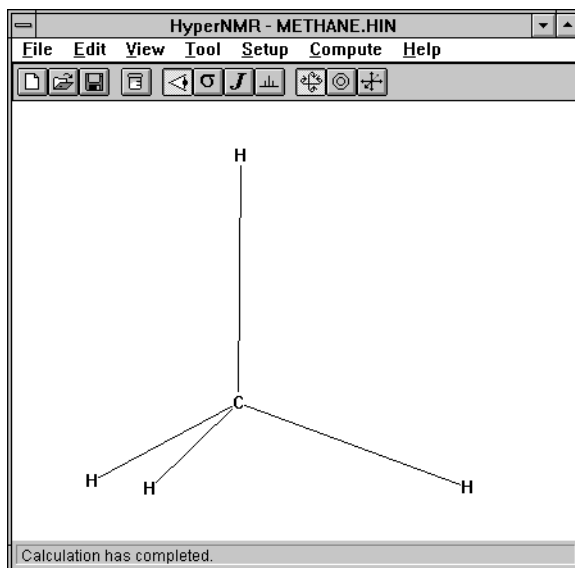 HyperNMR - METHANE.HIN
File Edit View Tool Setup Compute Help
σ J
H
C
H H H
Calculation has completed.